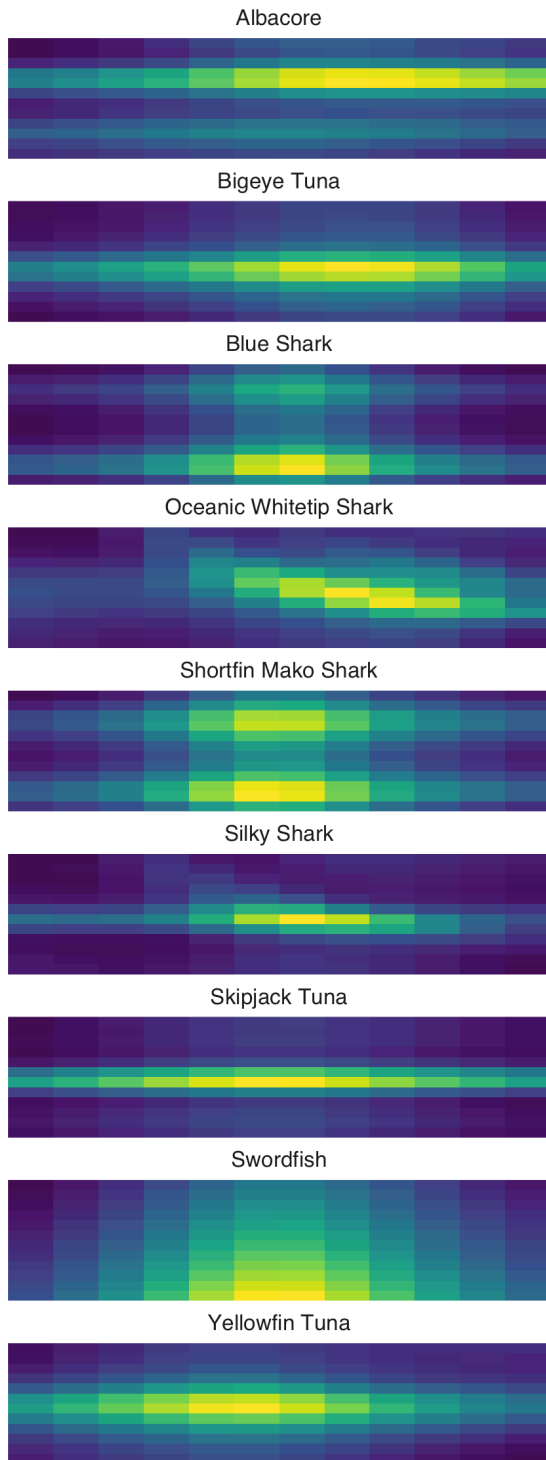 Albacore
Bigeye Tuna
Blue Shark
Oceanic Whitetip Shark
Shortfin Mako Shark
Silky Shark
Skipjack Tuna
Swordfish
Yellowfin Tuna